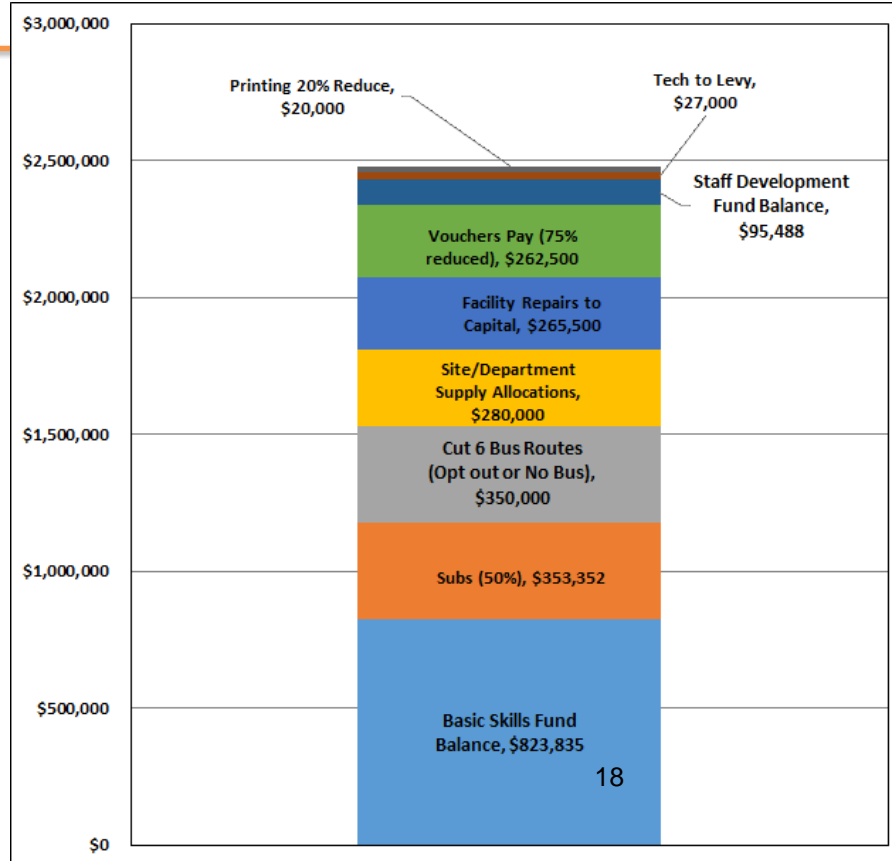 $3,000,000
Printing 20% Reduce,
$20,000
Tech to Levy,
$27,000
$2,500,000
Staff Development
Fund Balance,
$95,488
Vouchers Pay (75%
reduced), $262,500
$2,000,000
Facility Repairs to
Capital, $265,500
Site/Department
Supply Allocations,
$280,000
$1,500,000
Cut 6 Bus Routes
(Opt out or No Bus),
$350,000
$1,000,000
Subs (50%), $353,352
$500,000
Basic Skills Fund
Balance, $823,835
18
$0